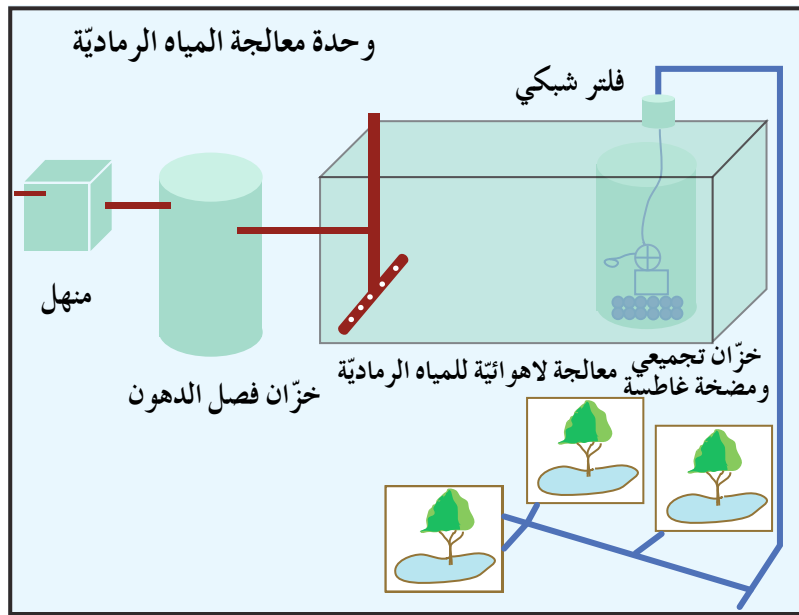 وحدة معالجة المياه الرماديّة
فلتر شبكي
منهل
خزّان فصل الدهون
معالجة لاهوائيّة للمياه الرماديّة
خزّان تجميعي
ومضخة غاطسة